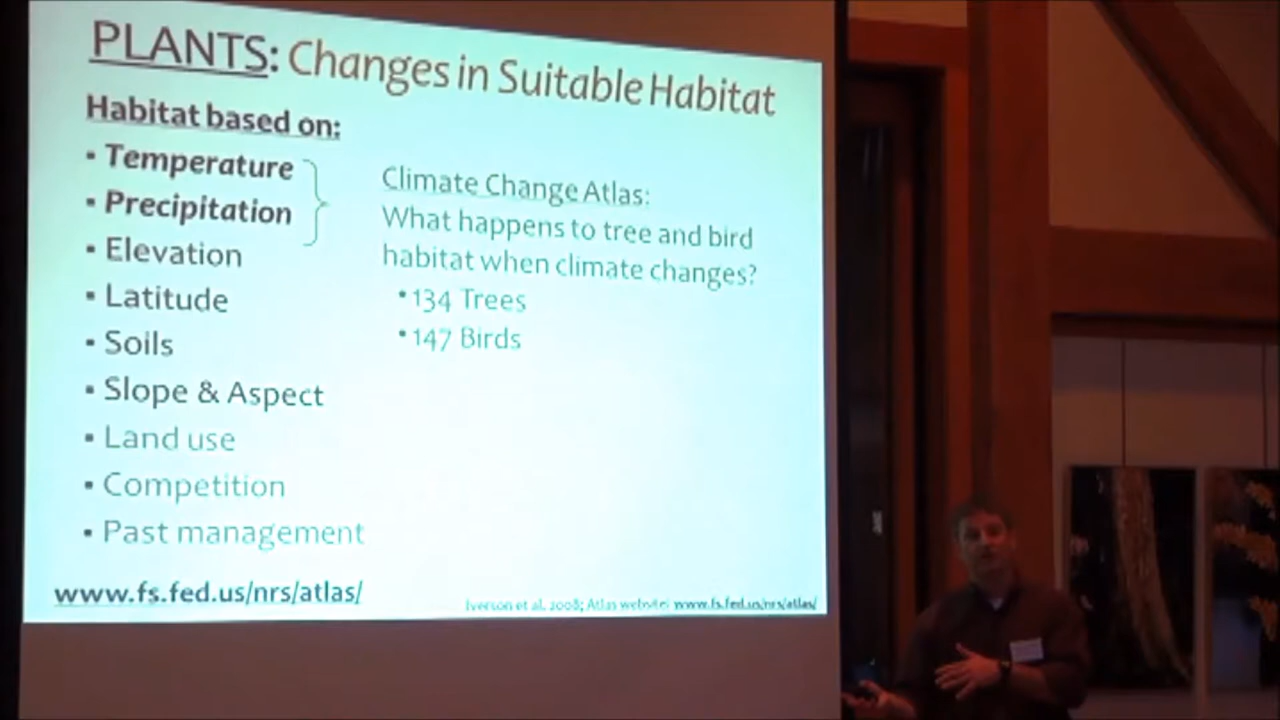 PLANTS: Changes in Suitable Habitat
Habitat based on:
▪ Temperature
▪ Precipitation
▪ Elevation
▪ Latitude
▪ Soils
▪ Slope & Aspect
▪ Land use
▪ Competition
▪ Past management
Climate Change Atlas:
What happens to tree and bird
habitat when climate changes?
• 134 Trees
• 147 Birds
www.fs.fed.us/nrs/atlas/
Iverson et al. 2008; Atlas website: www.fs.fed.us/nrs/atlas/